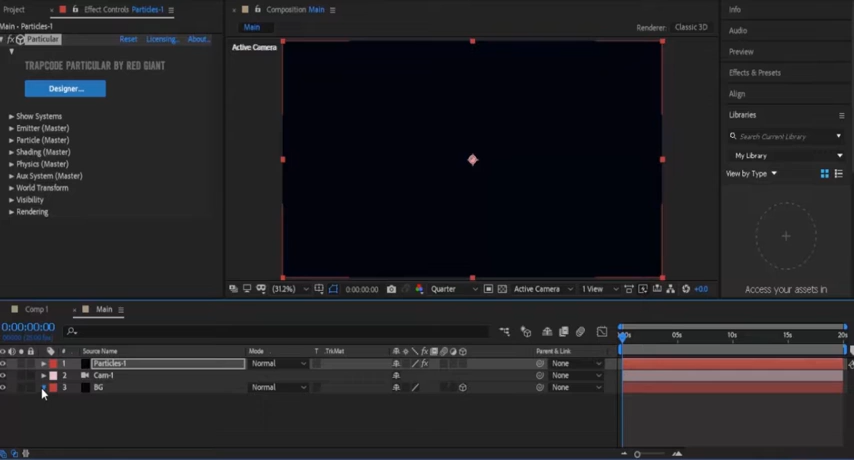 Project
Effect Controls Particles-1
Composition Main
Info
Main • Particles-1
Main
Renderer:
Classic 3D
Audio
fx
Particular
Reset
Licensing...
About...
Active Camera
Preview
TRAPCODE PARTICULAR BY RED GIANT
Effects & Presets
Designer...
Align
Show Systems
Libraries
Emitter (Master)
Particle (Master)
Search Current Library
Shading (Master)
My Library
Physics (Master)
Aux System (Master)
View by Type
World Transform
Visibility
Rendering
(31.2%)
0:00:00:00
Quarter
Active Camera
1 View
+0.0
Access your assets in
Comp 1
Main
0:00:00:00
05s
10s
15s
20s
#
Source Name
Mode
T
.TrkMat
Parent & Link
1
Particles-1
Normal
None
2
Cam-1
None
3
BG
Normal
None